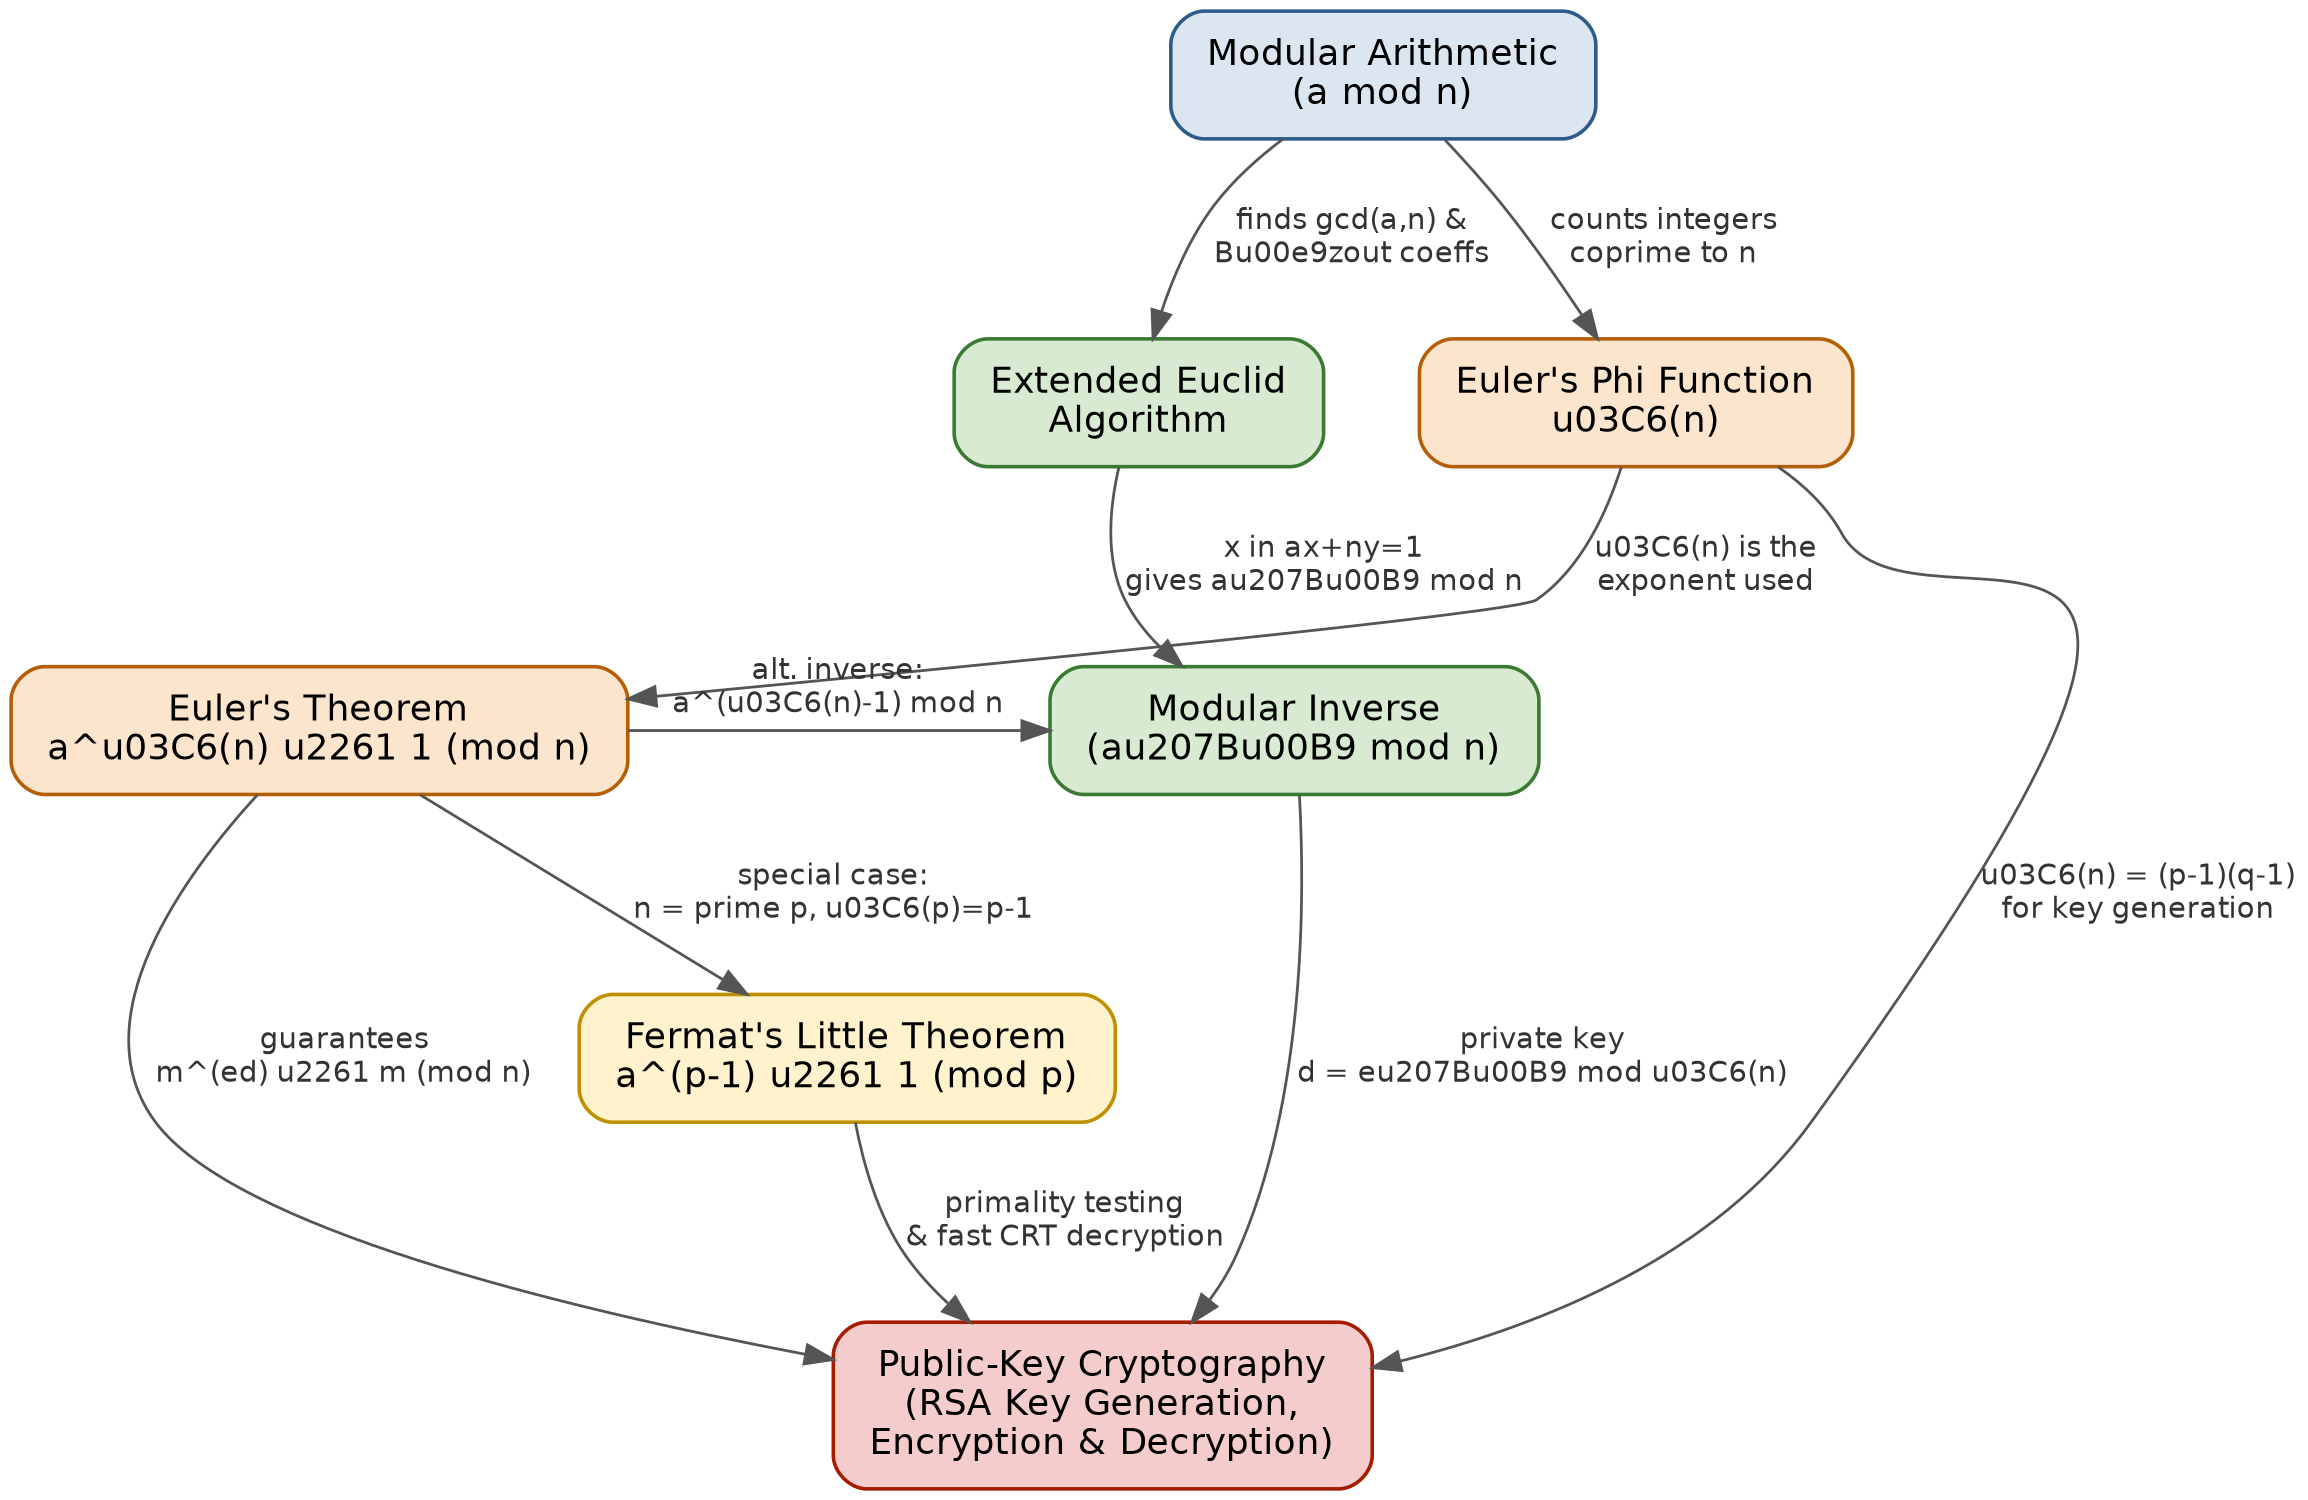 Modular Arithmetic
(a mod n)
finds gcd(a,n) &
Bu00e9zout coeffs
counts integers
coprime to n
Extended Euclid
Algorithm
Euler's Phi Function
u03C6(n)
x in ax+ny=1
gives au207Bu00B9 mod n
u03C6(n) is the
exponent used
alt. inverse:
a^(u03C6(n)-1) mod n
Euler's Theorem
a^u03C6(n) u2261 1 (mod n)
Modular Inverse
(au207Bu00B9 mod n)
special case:
n = prime p, u03C6(p)=p-1
u03C6(n) = (p-1)(q-1)
for key generation
guarantees
m^(ed) u2261 m (mod n)
Fermat's Little Theorem
a^(p-1) u2261 1 (mod p)
private key
d = eu207Bu00B9 mod u03C6(n)
primality testing
& fast CRT decryption
Public-Key Cryptography
(RSA Key Generation,
Encryption & Decryption)